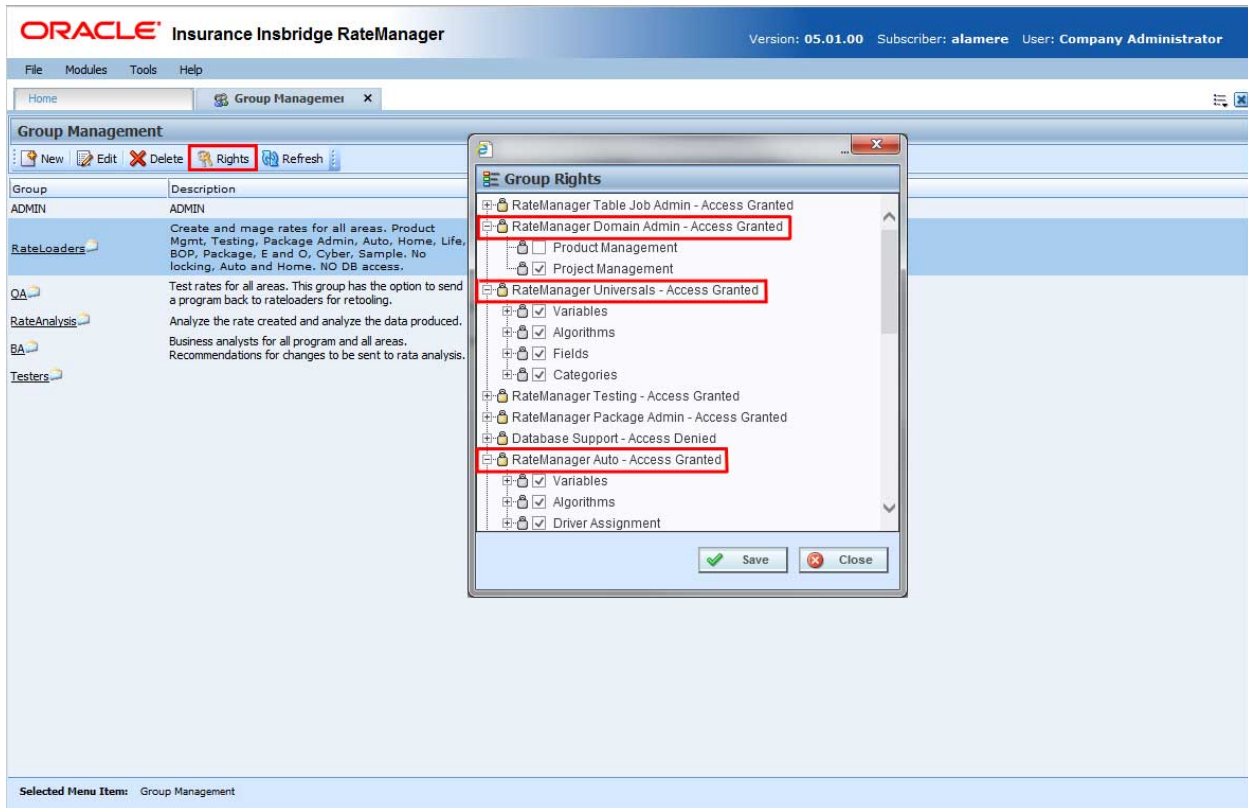 ORACLE Insurance Insbridge RateManager
Version: 05.01.00 Subscriber: alamere User: Company Administrator
File Modules Tools Help
Home
Group Managemer x
Group Management
New Edit Delete Rights Refresh
Group Description
ADMIN ADMIN
RateLoaders
Create and mage rates for all areas. Product
Mgmt, Testing, Package Admin, Auto, Home, Life,
BOP, Package, E and O, Cyber, Sample. No
locking, Auto and Home. NO DB access.
QA
Test rates for all areas. This group has the option to send
a program back to rateloaders for retooling.
RateAnalysis
Analyze the rate created and analyze the data produced.
BA
Business analysts for all program and all areas.
Recommendations for changes to be sent to rata analysis.
Testers
...
Group Rights
RateManager Table Job Admin - Access Granted
RateManager Domain Admin - Access Granted
Product Management
Project Management
RateManager Universals - Access Granted
Variables
Algorithms
Fields
Categories
RateManager Testing - Access Granted
RateManager Package Admin - Access Granted
Database Support - Access Denied
RateManager Auto - Access Granted
Variables
Algorithms
Driver Assignment
Save Close
Selected Menu Item: Group Management